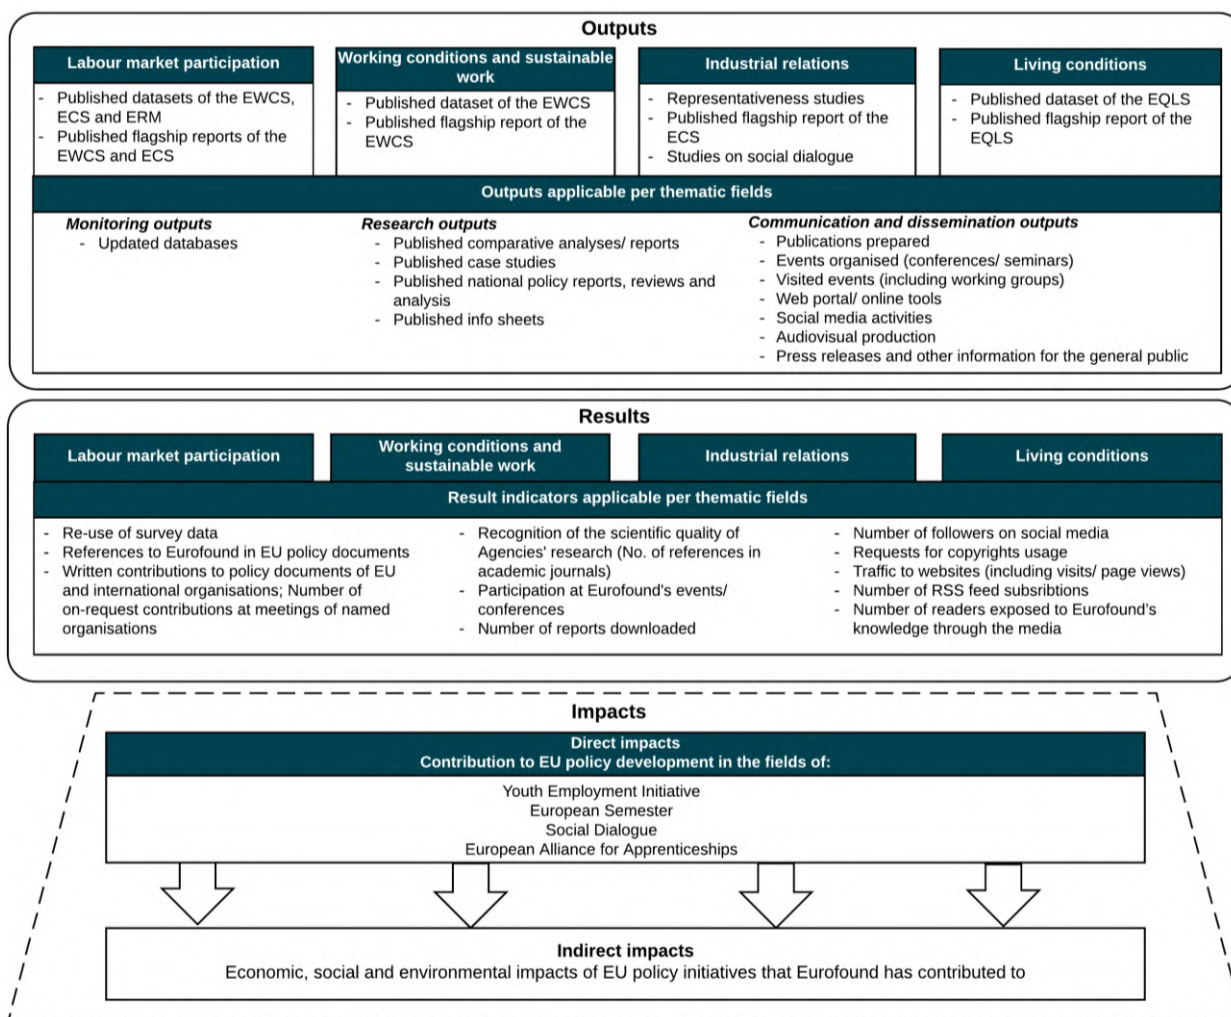 Outputs
Labour market participation
- Published datasets of the EWCS,
ECS and ERM
- Published flagship reports of the
EWCS and ECS
Working conditions and sustainable
work
- Published dataset of the EWCS
- Published flagship report of the
EWCS
Industrial relations
- Representativeness studies
- Published flagship report of the
ECS
- Studies on social dialogue
Living conditions
- Published dataset of the EQLS
- Published flagship report of the
EQLS
Outputs applicable per thematic fields
Monitoring outputs
- Updated databases
Research outputs
- Published comparative analyses/ reports
- Published case studies
- Published national policy reports, reviews and
analysis
- Published info sheets
Communication and dissemination outputs
- Publications prepared
- Events organised (conferences/ seminars)
- Visited events (including working groups)
- Web portal/ online tools
- Social media activities
- Audiovisual production
- Press releases and other information for the general public
Results
Labour market participation
Working conditions and
sustainable work
Industrial relations
Living conditions
Result indicators applicable per thematic fields
- Re-use of survey data
- References to Eurofound in EU policy documents
- Written contributions to policy documents of EU
and international organisations; Number of
on-request contributions at meetings of named
organisations
- Recognition of the scientific quality of
Agencies' research (No. of references in
academic journals)
- Participation at Eurofound's events/
conferences
- Number of reports downloaded
- Number of followers on social media
- Requests for copyrights usage
- Traffic to websites (including visits/ page views)
- Number of RSS feed subsribtions
- Number of readers exposed to Eurofound's
knowledge through the media
Impacts
Direct impacts
Contribution to EU policy development in the fields of:
Youth Employment Initiative
European Semester
Social Dialogue
European Alliance for Apprenticeships
Indirect impacts
Economic, social and environmental impacts of EU policy initiatives that Eurofound has contributed to